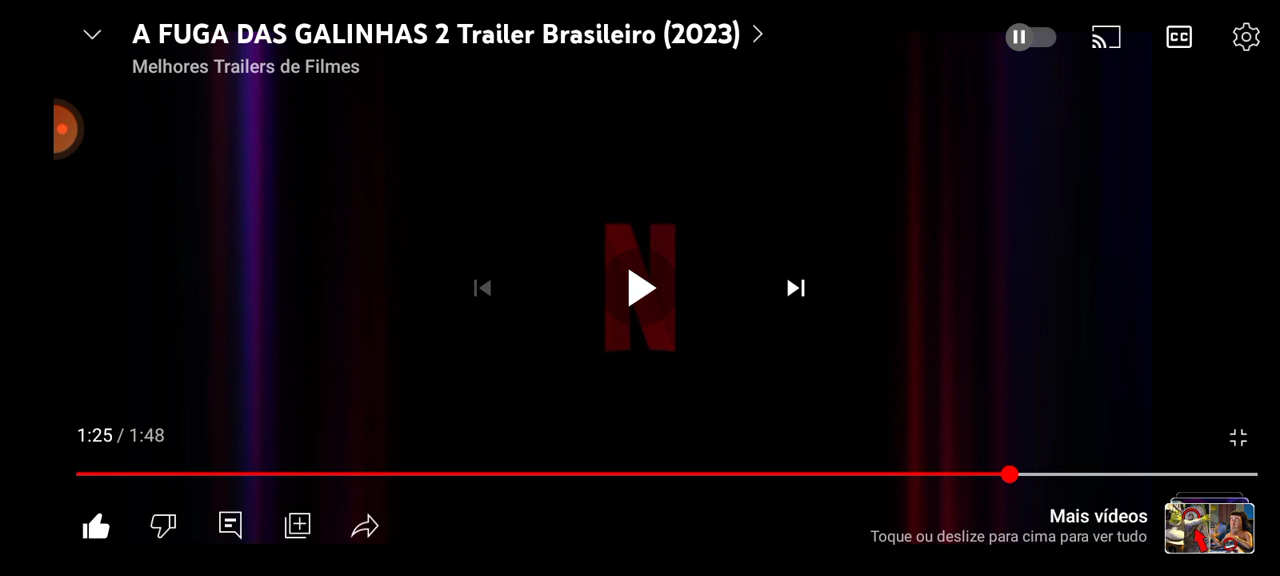 A FUGA DAS GALINHAS 2 Trailer Brasileiro (2023)
Melhores Trailers de Filmes
CC
N
1:25 / 1:48
Mais vídeos
Toque ou deslize para cima para ver tudo